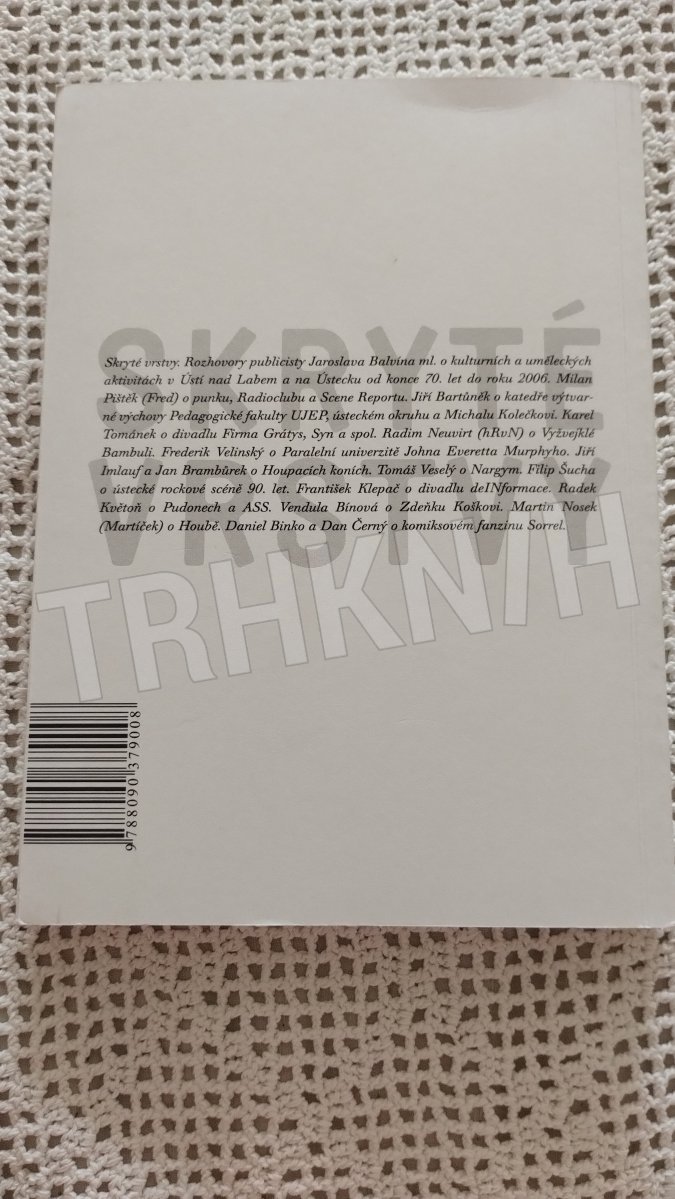 SKRYTÉ
VRSTVY
Skryté vrstvy. Rozhovory publicisty Jaroslava Balvína ml. o kulturních a uměleckých
aktivitách v Ústí nad Labem a na Ústecku od konce 70. let do roku 2006. Milan
Pištěk (Fred) o punku, Radioclubu a Scene Reportu. Jiří Bartůněk o katedře výtvar-
né výchovy Pedagogické fakulty UJEP, ústeckém okruhu a Michalu Kolečkovi. Karel
Tománek o divadlu Firma Grátys, Syn a spol. Radim Neuvirt (hRvN) o Vyžvejklé
Bambuli. Frederik Velinský o Paralelní univerzitě Johna Everetta Murphyho. Jiří
Imlauf a Jan Brambůrek o Houpacích koních. Tomáš Veselý o Nargym. Filip Šucha
o ústecké rockové scéně 90. let. František Klepač o divadlu deINformace. Radek
Květoň o Pudonech a ASS. Vendula Bínová o Zdeňku Koškovi. Martin Nosek
(Martíček) o Houbě. Daniel Binko a Dan Černý o komiksovém fanzinu Sorrel.
TRHKNIH
9 788090 379008